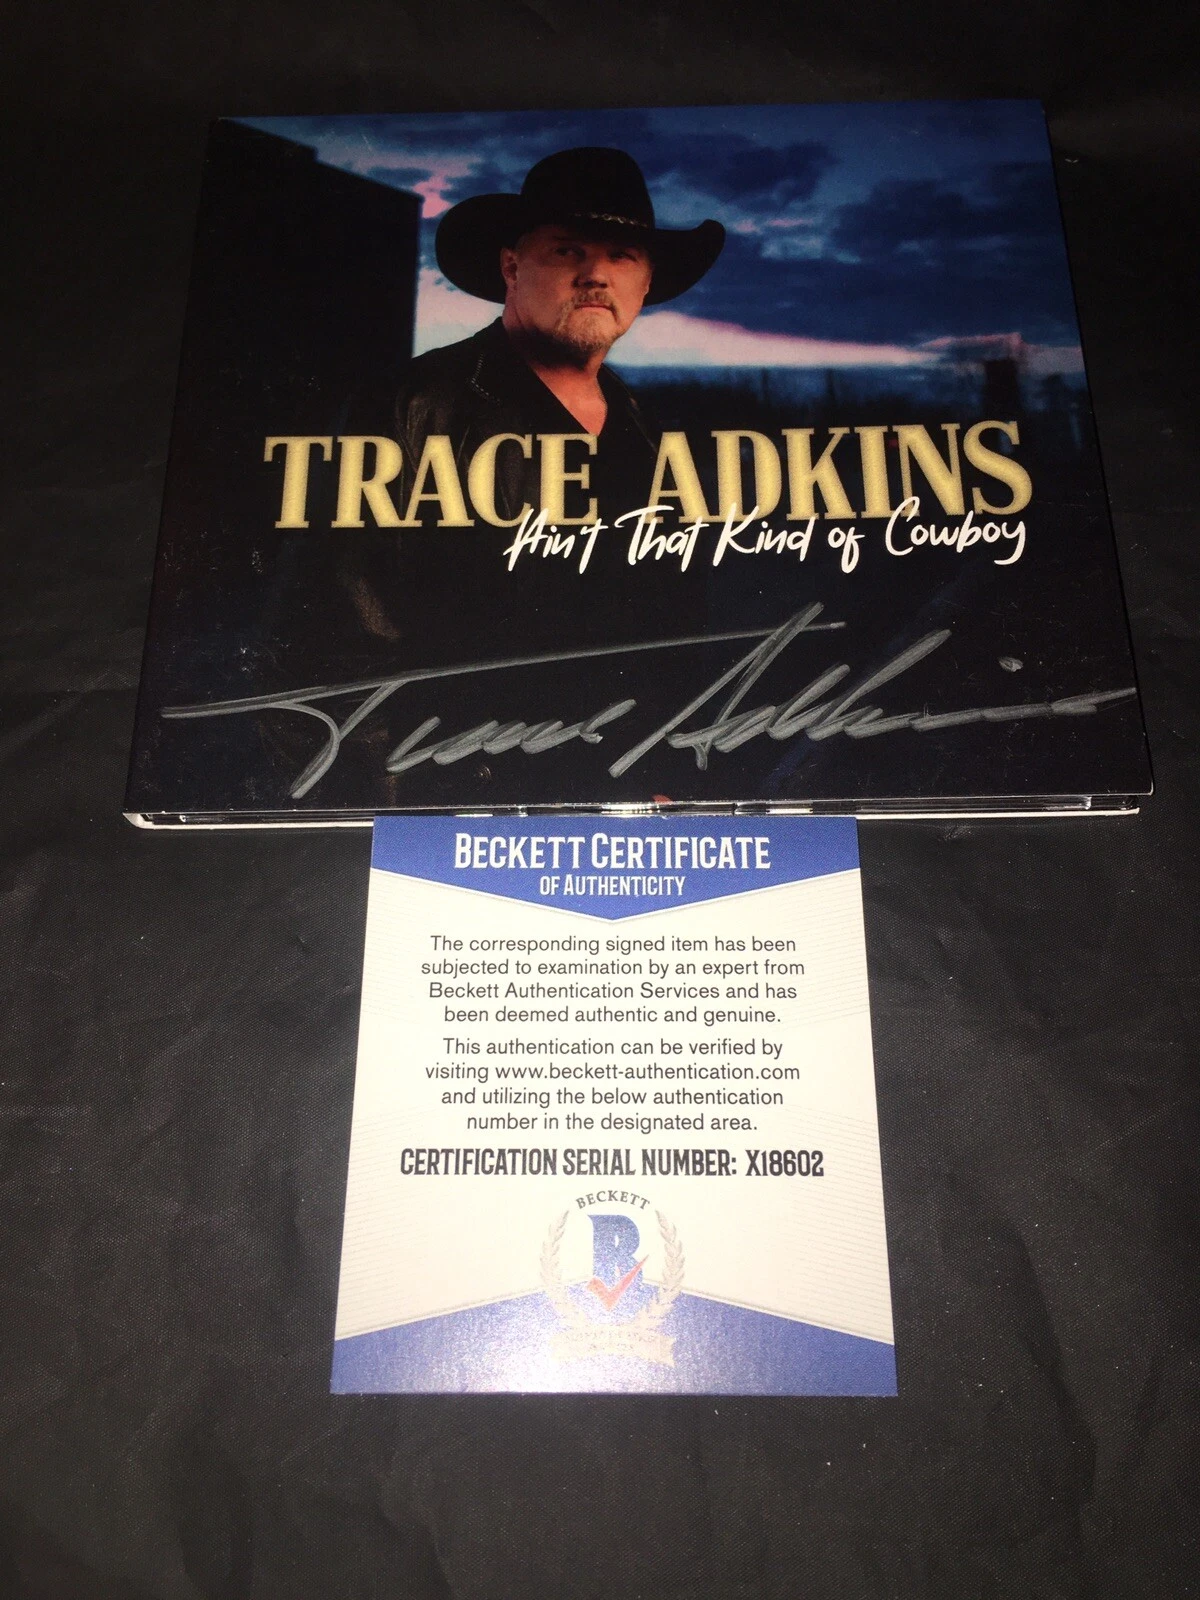 TRACE ADKINS
Ain't That Kind of Cowboy
Trace Adkins
BECKETT CERTIFICATE
OF AUTHENTICITY
The corresponding signed item has been
subjected to examination by an expert from
Beckett Authentication Services and has
been deemed authentic and genuine.
This authentication can be verified by
visiting www.beckett-authentication.com
and utilizing the below authentication
number in the designated area.
CERTIFICATION SERIAL NUMBER: X18602
BECKETT
B